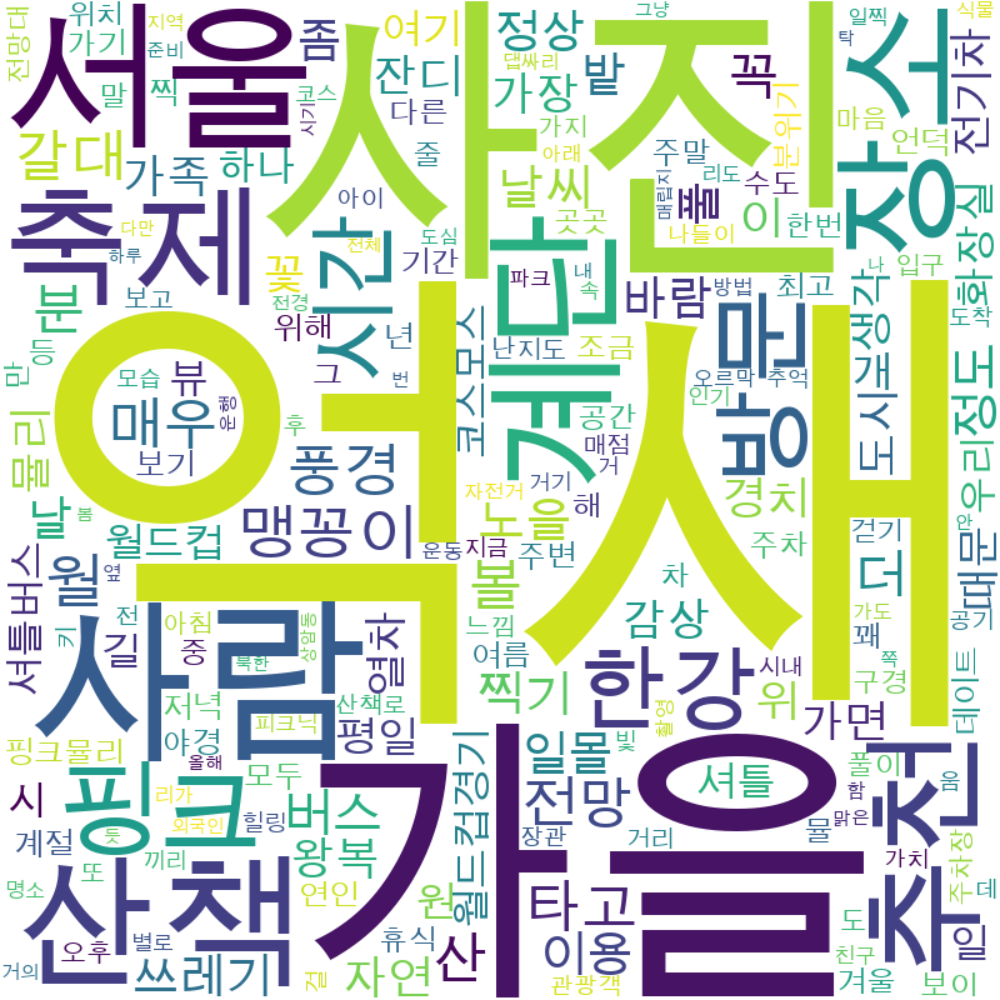 억새
사진
가을
서울
사람
산책
축제
계단
장소
방문
추천
한강
핑크
시간
갈대
가족
하나
좀
여기
잔디
정상
가장
밭
꼭
전기차
언덕
분위기
마음
일찍
식물
탁
그냥
댑싸리
가지
주말
수도
풀
이
한번
매립지
리도
나들이
아래
곳곳
날씨
다른
줄
코스
시기
지역
준비
위치
가기
말
찍
전망대
다만
하루
아이
전체
도심
기간
꽃
전경
위해
년
그
보고
분
등
만
물리
모습
뷰
매우
보기
은행
번
후
풍경
날
봄
맹꽁이
월드컵
월
옆
셔틀버스
코스모스
난지도
파크
내
속
바람
방법
최고
조금
공간
매점
거
거기
해
자전거
노을
운동
지금
주변
볼
느낌
여름
찍기
오르막
추억
인기
경치
주차
차
감상
도시
개
생각
화장실
입구
나
도착
정도
우리
때문
걷기
안
더
꽤
공기
가도
쪽
구경
시내
위
가면
데이트
키
전
길
아침
중
북한
상암동
열차
저녁
산책로
야경
피크닉
평일
핑크뮬리
시
올해
리가
모두
외국인
힐링
계절
듯
끼리
버스
왕복
또
연인
명소
오후
별로
거의
쓰레기
걸
휴식
자연
원
산
월드컵경기
일몰
전망
장관
거리
타고
이용
관광객
촬영
빛
셔틀
뮬
풀이
맑은
함
움
가치
주차장
데
일
도
친구
겨울
보이